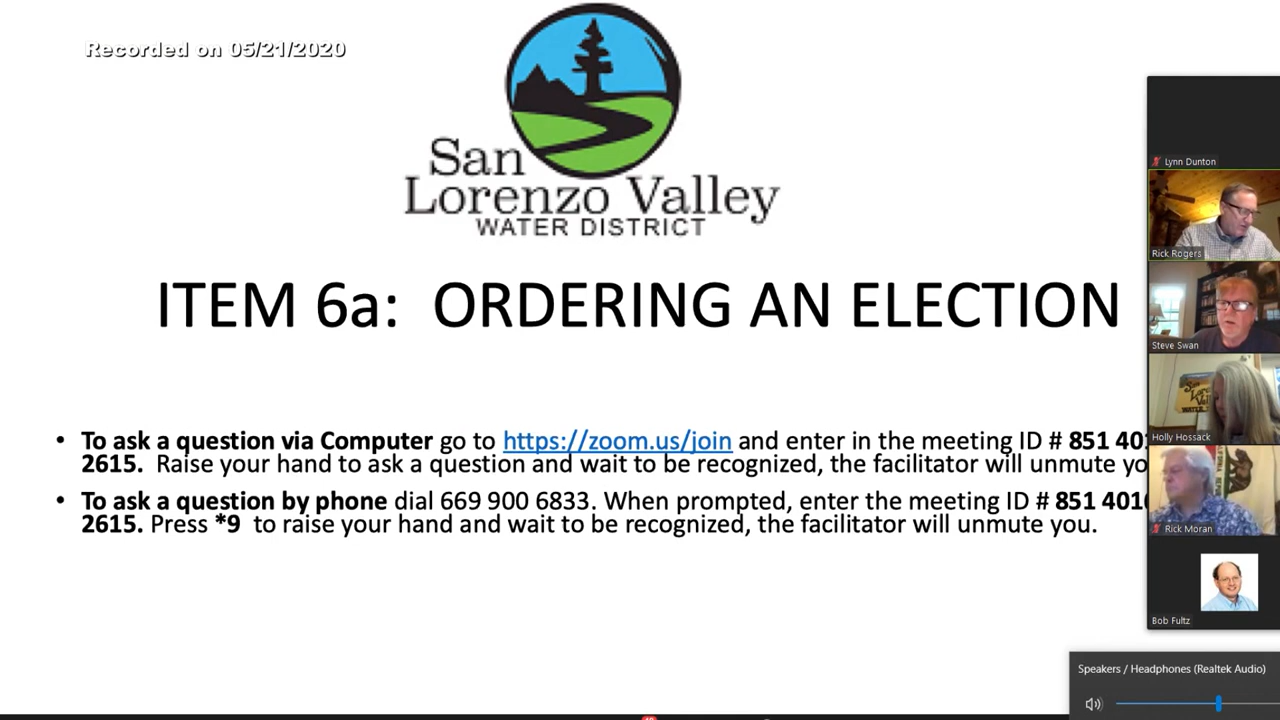 Recorded on 05/21/2020
San
Lorenzo Valley
WATER DISTRICT
ITEM 6a: ORDERING AN ELECTION
• To ask a question via Computer go to https://zoom.us/join and enter in the meeting ID # 851 401
2615. Raise your hand to ask a question and wait to be recognized, the facilitator will unmute yo
• To ask a question by phone dial 669 900 6833. When prompted, enter the meeting ID # 851 401
2615. Press *9 to raise your hand and wait to be recognized, the facilitator will unmute you.
Lynn Dunton
Rick Rogers
Steve Swan
Holly Hossack
Rick Moran
Bob Fultz
Speakers / Headphones (Realtek Audio)